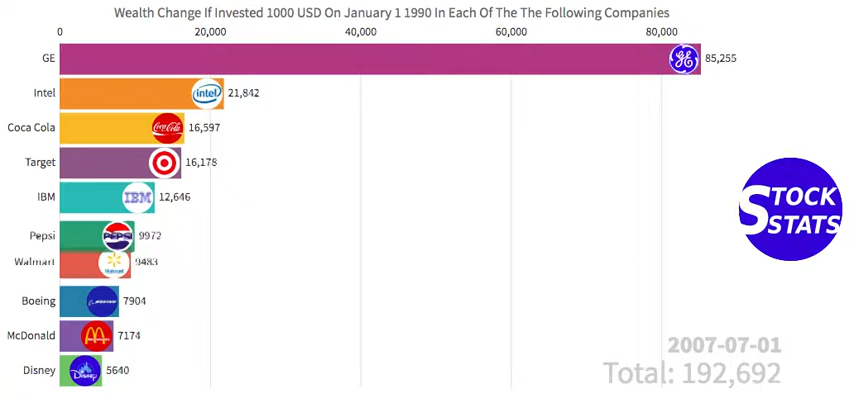 Wealth Change If Invested 1000 USD On January 1 1990 In Each Of The The Following Companies
0 20,000 40,000 60,000 80,000
GE 85,255
Intel intel 21,842
Coca Cola Coca-Cola 16,597
Target 16,178
IBM IBM 12,646
Pepsi PEPSI 9972
Walmart Walmart 9483
Boeing BOEING 7904
McDonald 7174
Disney Disney 5640
STOCK
STATS
2007-07-01
Total: 192,692